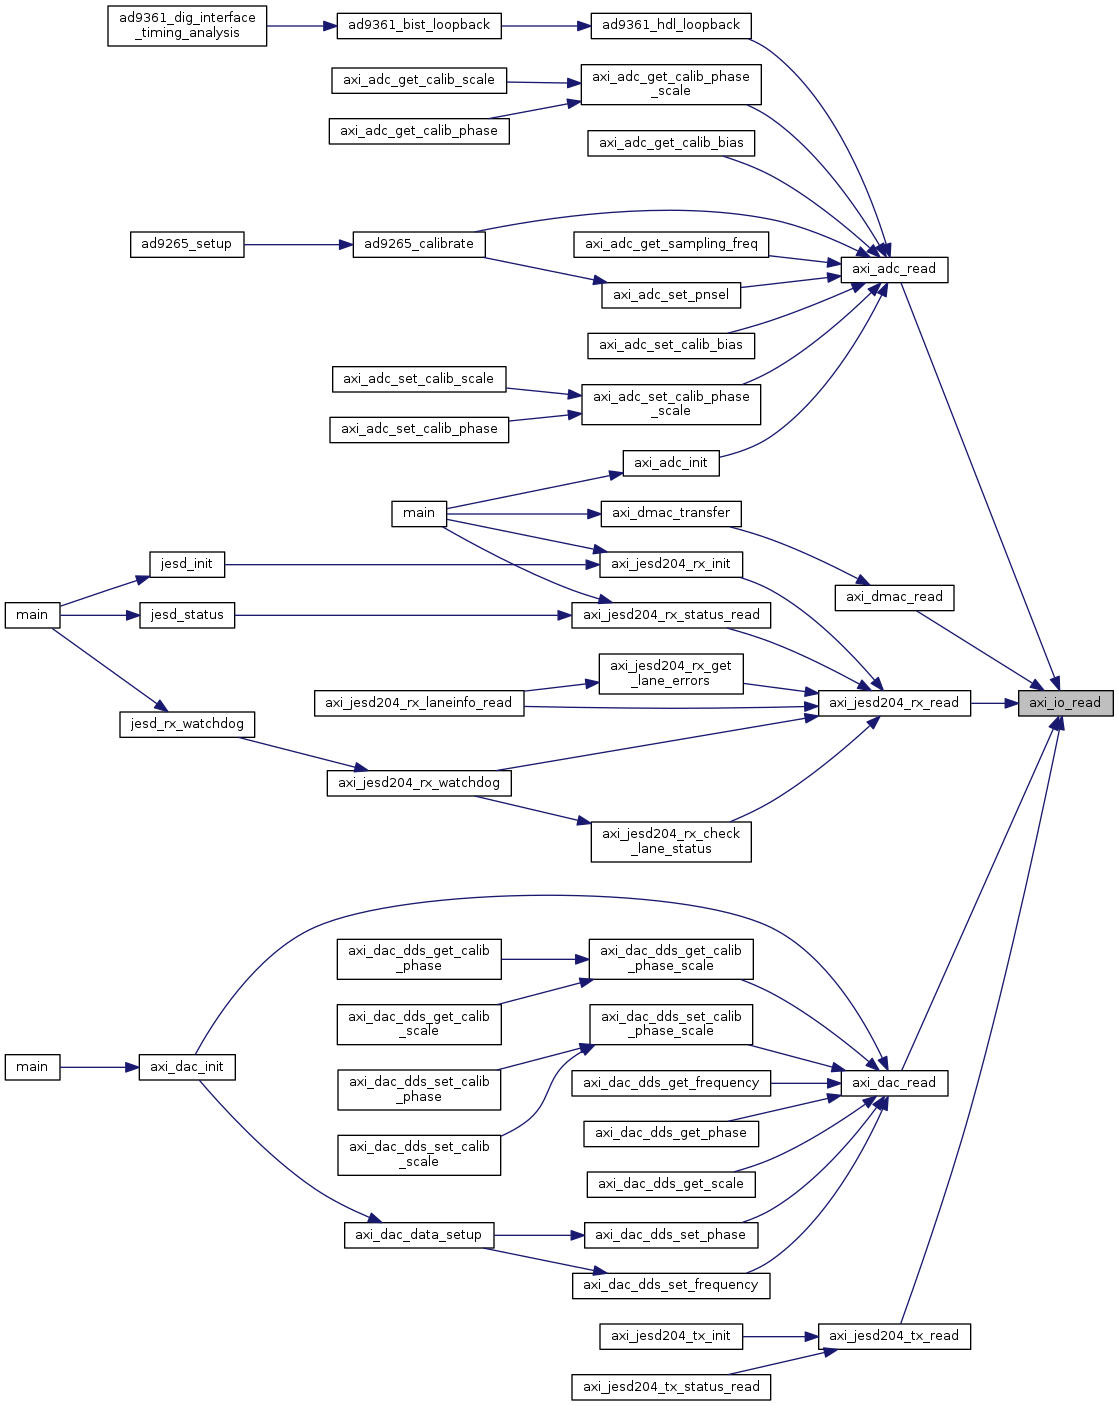 ad9361_dig_interface
_timing_analysis
ad9361_bist_loopback
ad9361_hdl_loopback
axi_adc_get_calib_scale
axi_adc_get_calib_phase
_scale
axi_adc_get_calib_phase
axi_adc_get_calib_bias
ad9265_setup
ad9265_calibrate
axi_adc_get_sampling_freq
axi_adc_read
axi_adc_set_pnsel
axi_adc_set_calib_bias
axi_adc_set_calib_scale
axi_adc_set_calib_phase
_scale
axi_adc_set_calib_phase
axi_adc_init
main
axi_dmac_transfer
jesd_init
axi_jesd204_rx_init
axi_dmac_read
main
jesd_status
axi_jesd204_rx_status_read
axi_jesd204_rx_get
_lane_errors
axi_jesd204_rx_laneinfo_read
axi_jesd204_rx_read
axi_io_read
jesd_rx_watchdog
axi_jesd204_rx_watchdog
axi_jesd204_rx_check
_lane_status
axi_dac_dds_get_calib
_phase
axi_dac_dds_get_calib
_phase_scale
axi_dac_dds_get_calib
_scale
axi_dac_dds_set_calib
_phase_scale
main
axi_dac_init
axi_dac_dds_set_calib
_phase
axi_dac_dds_get_frequency
axi_dac_read
axi_dac_dds_get_phase
axi_dac_dds_set_calib
_scale
axi_dac_dds_get_scale
axi_dac_data_setup
axi_dac_dds_set_phase
axi_dac_dds_set_frequency
axi_jesd204_tx_init
axi_jesd204_tx_read
axi_jesd204_tx_status_read